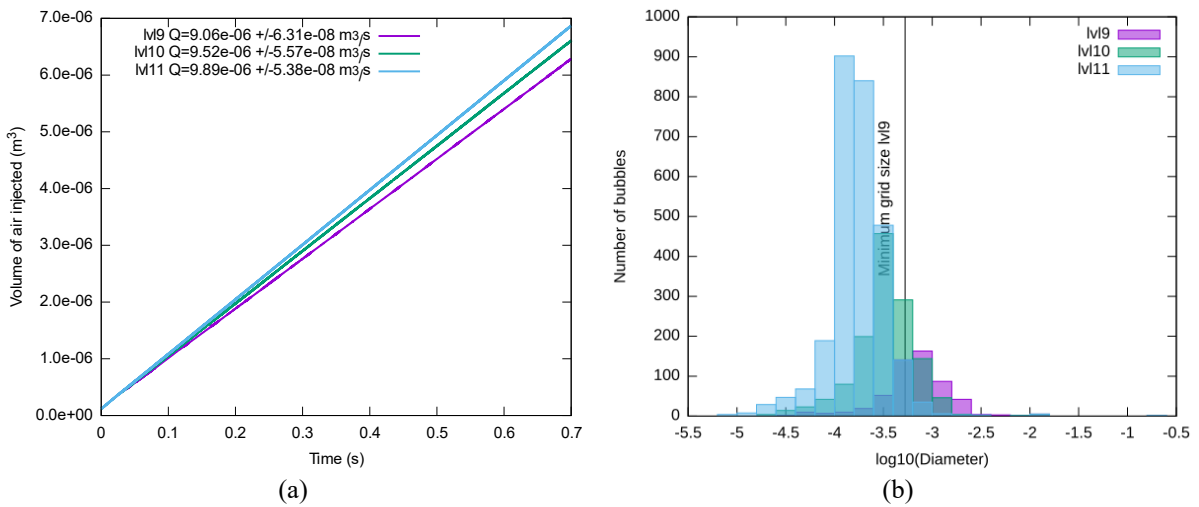 7.0e-06
6.0e-06
5.0e-06
4.0e-06
3.0e-06
2.0e-06
1.0e-06
0.0e+00
Volume of air injected (m³)
lvl9 Q=9.06e-06 +/-6.31e-08 m3/s
lvl10 Q=9.52e-06 +/-5.57e-08 m3/s
lvl11 Q=9.89e-06 +/-5.38e-08 m3/s
0 0.1 0.2 0.3 0.4 0.5 0.6 0.7
Time (s)
(a)
1000
900
800
700
600
500
400
300
200
100
0
Number of bubbles
lvl9
lvl10
lvl11
Minimum grid size lvl9
-5.5 -5 -4.5 -4 -3.5 -3 -2.5 -2 -1.5 -1 -0.5
log10(Diameter)
(b)